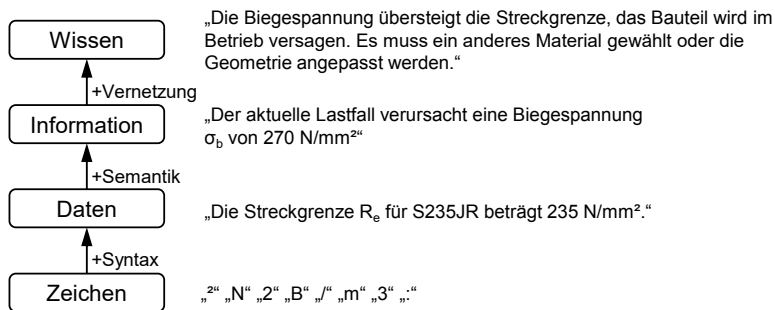 Wissen
„Die Biegespannung übersteigt die Streckgrenze, das Bauteil wird im
Betrieb versagen. Es muss ein anderes Material gewählt oder die
Geometrie angepasst werden.“
+Vernetzung
Information
„Der aktuelle Lastfall verursacht eine Biegespannung
σb von 270 N/mm²“
+Semantik
Daten
„Die Streckgrenze Re für S235JR beträgt 235 N/mm².“
+Syntax
Zeichen
„²“ „N“ „2“ „B“ „/“ „m“ „3“ „:“